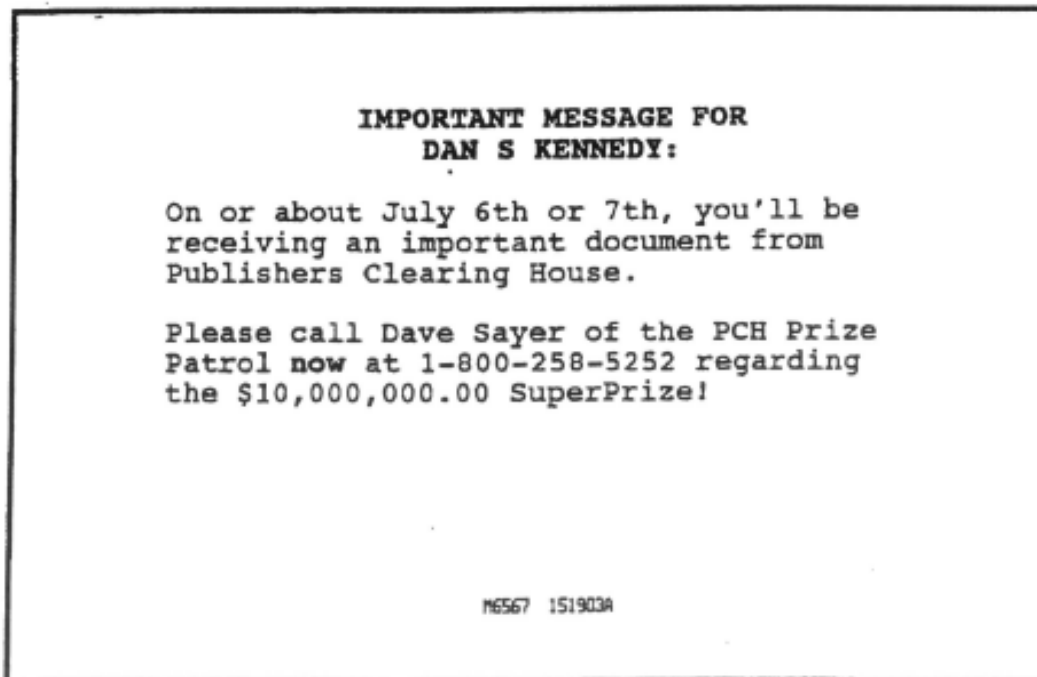 IMPORTANT MESSAGE FOR
DAN S KENNEDY:
On or about July 6th or 7th, you'll be
receiving an important document from
Publishers Clearing House.
Please call Dave Sayer of the PCH Prize
Patrol now at 1-800-258-5252 regarding
the $10,000,000.00 SuperPrize!
M6567 151903A